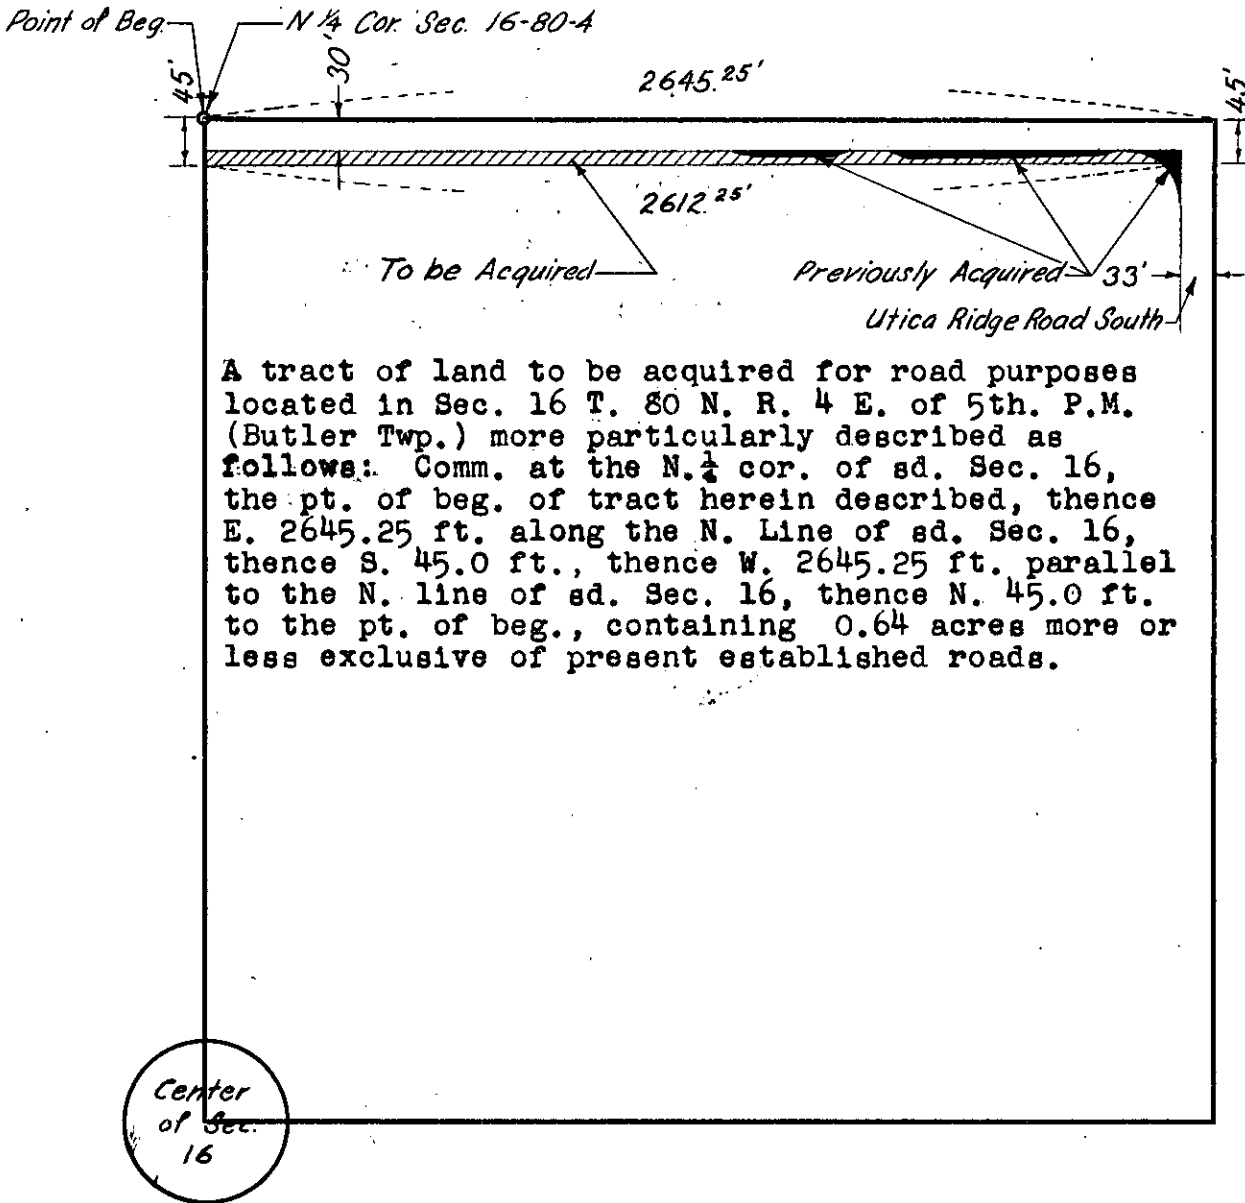 Point of Beg.
N 1/4 Cor. Sec. 16-80-4
45'
30'
2645.25'
45'
2612.25'
To be Acquired
Previously Acquired
33'
Utica Ridge Road South
A tract of land to be acquired for road purposes
located in Sec. 16 T. 80 N. R. 4 E. of 5th. P.M.
(Butler Twp.) more particularly described as
follows: Comm. at the N.¼ cor. of sd. Sec. 16,
the pt. of beg. of tract herein described, thence
E. 2645.25 ft. along the N. Line of sd. Sec. 16,
thence S. 45.0 ft., thence W. 2645.25 ft. parallel
to the N. line of sd. Sec. 16, thence N. 45.0 ft.
to the pt. of beg., containing 0.64 acres more or
less exclusive of present established roads.
Center
of Sec.
16